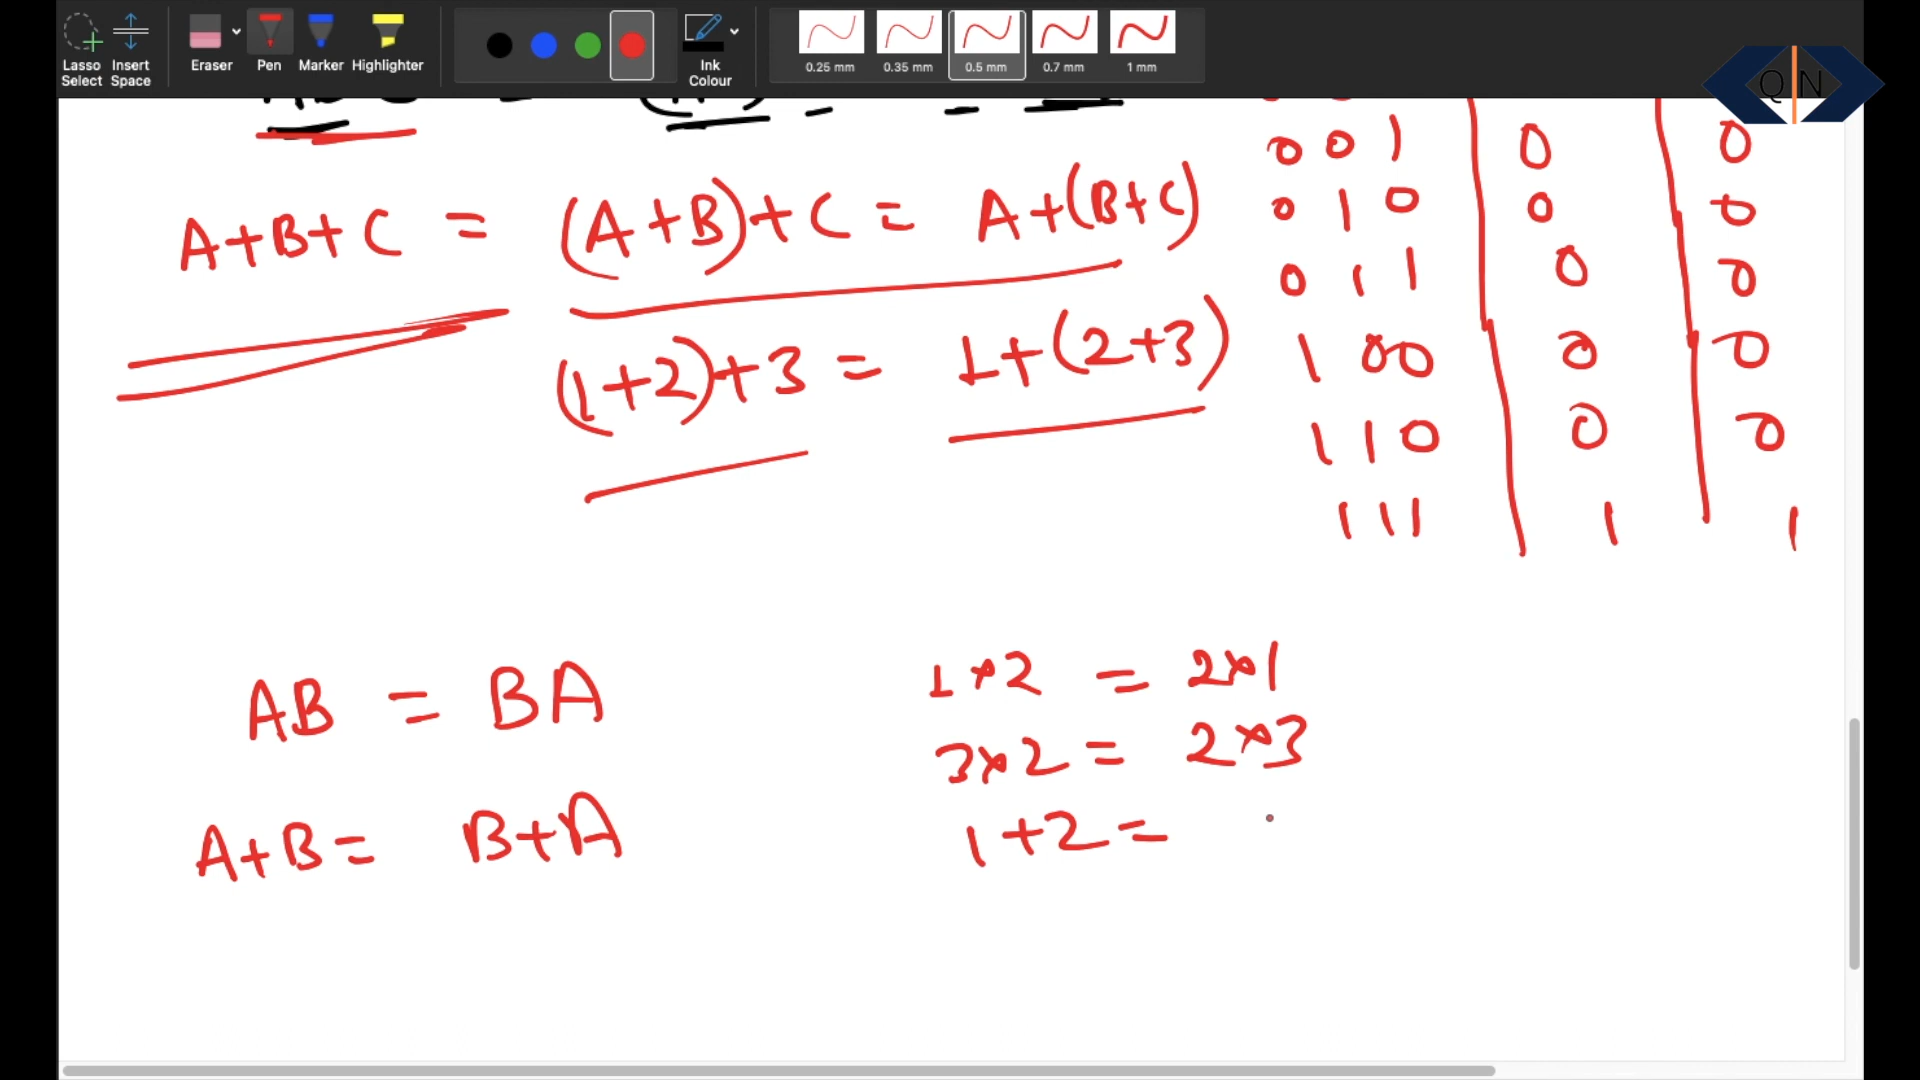 Lasso Select Insert Space Eraser Pen Marker Highlighter Ink Colour 0.25 mm 0.35 mm 0.5 mm 0.7 mm 1 mm
Q|N
0 0 1 0 0
A+B+C = (A+B)+C = A+(B+C)
0 1 0 0 0
0 1 1 0 0
(1+2)+3 = 1+(2+3)
1 0 0 0 0
1 1 0 0 0
1 1 1 1 1
AB = BA
1*2 = 2*1
3*2 = 2*3
A+B = B+A
1+2 =